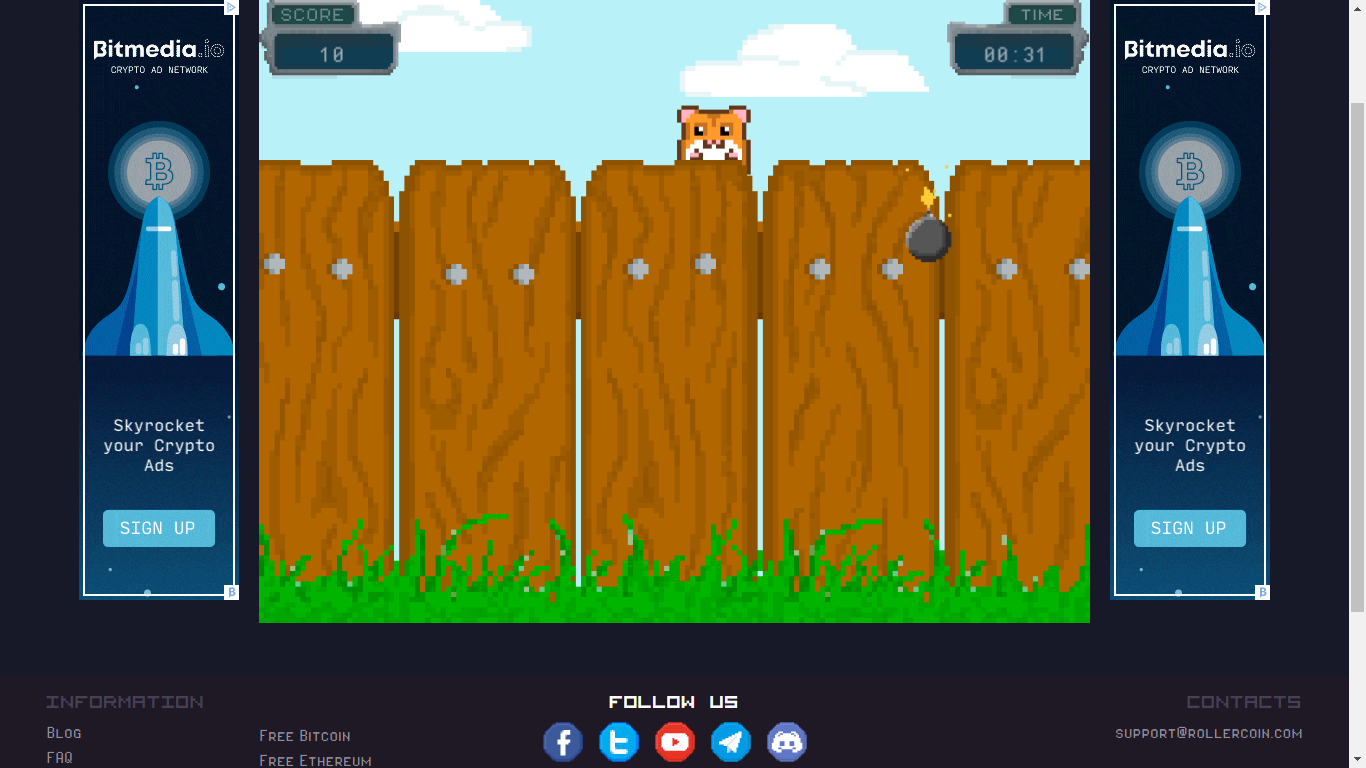 Bitmedia.io
CRYPTO AD NETWORK
Skyrocket
your Crypto
Ads
SIGN UP
SCORE
10
TIME
00:31
Bitmedia.io
CRYPTO AD NETWORK
Skyrocket
your Crypto
Ads
SIGN UP
INFORMATION
Blog
FAQ
Free Bitcoin
Free Ethereum
FOLLOW US
CONTACTS
SUPPORT@ROLLERCOIN.COM